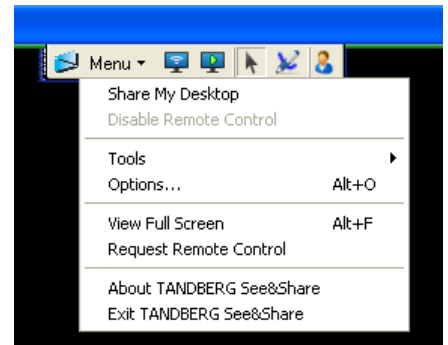 Menu
Share My Desktop
Disable Remote Control
Tools
Options... Alt+O
View Full Screen Alt+F
Request Remote Control
About TANDBERG See&Share
Exit TANDBERG See&Share